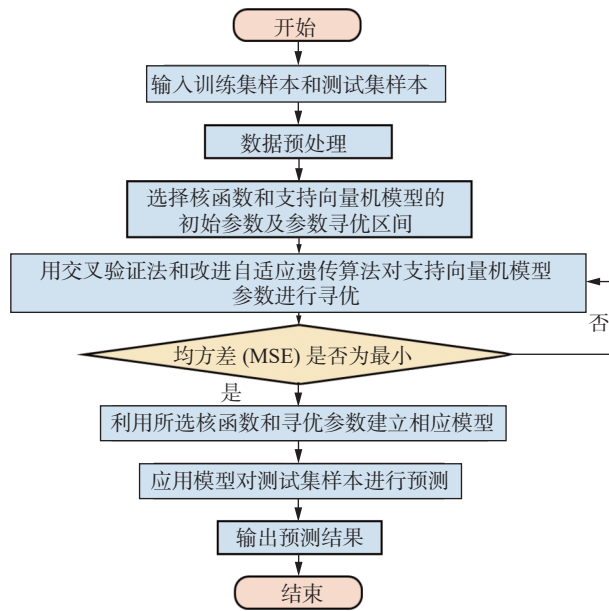 开始
输入训练集样本和测试集样本
数据预处理
选择核函数和支持向量机模型的
初始参数及参数寻优区间
用交叉验证法和改进自适应遗传算法对支持向量机模型
参数进行寻优
否
均方差 (MSE) 是否为最小
是
利用所选核函数和寻优参数建立相应模型
应用模型对测试集样本进行预测
输出预测结果
结束